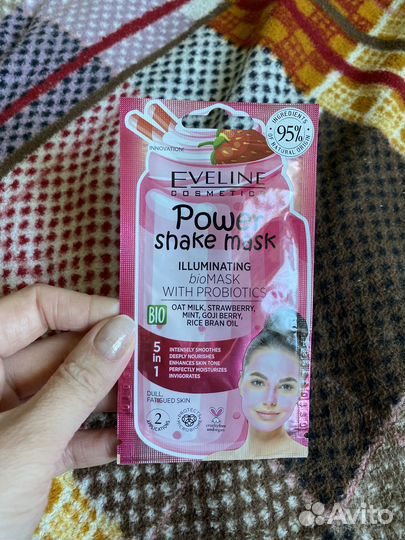 INGREDIENTS
95%
OF NATURAL ORIGIN
INNOVATION!
EVELINE
COSMETICS
Power
shake mask
ILLUMINATING
bioMASK
WITH PROBIOTICS
OAT MILK, STRAWBERRY,
MINT, GOJI BERRY,
RICE BRAN OIL
BIO
5
in
1
INTENSELY SMOOTHES
DEEPLY NOURISHES
ENHANCES SKIN TONE
PERFECTLY MOISTURIZES
INVIGORATES
DULL,
FATIGUED SKIN
2
APPLICATIONS
Avito